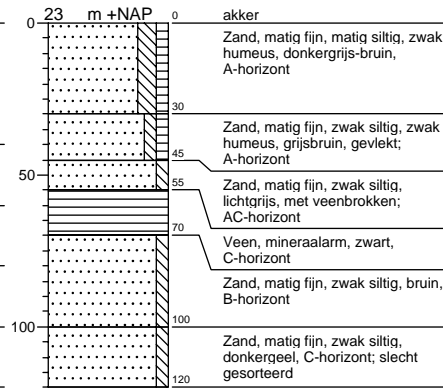 23 m +NAP 0 akker
0
Zand, matig fijn, matig siltig, zwak
humeus, donkergrijs-bruin,
A-horizont
30
Zand, matig fijn, zwak siltig, zwak
humeus, grijsbruin, gevlekt;
A-horizont
45
50
Zand, matig fijn, zwak siltig,
lichtgrijs, met veenbrokken;
AC-horizont
55
Veen, mineraalarm, zwart,
C-horizont
70
Zand, matig fijn, zwak siltig, bruin,
B-horizont
100
100
Zand, matig fijn, zwak siltig,
donkergeel, C-horizont; slecht
gesorteerd
120